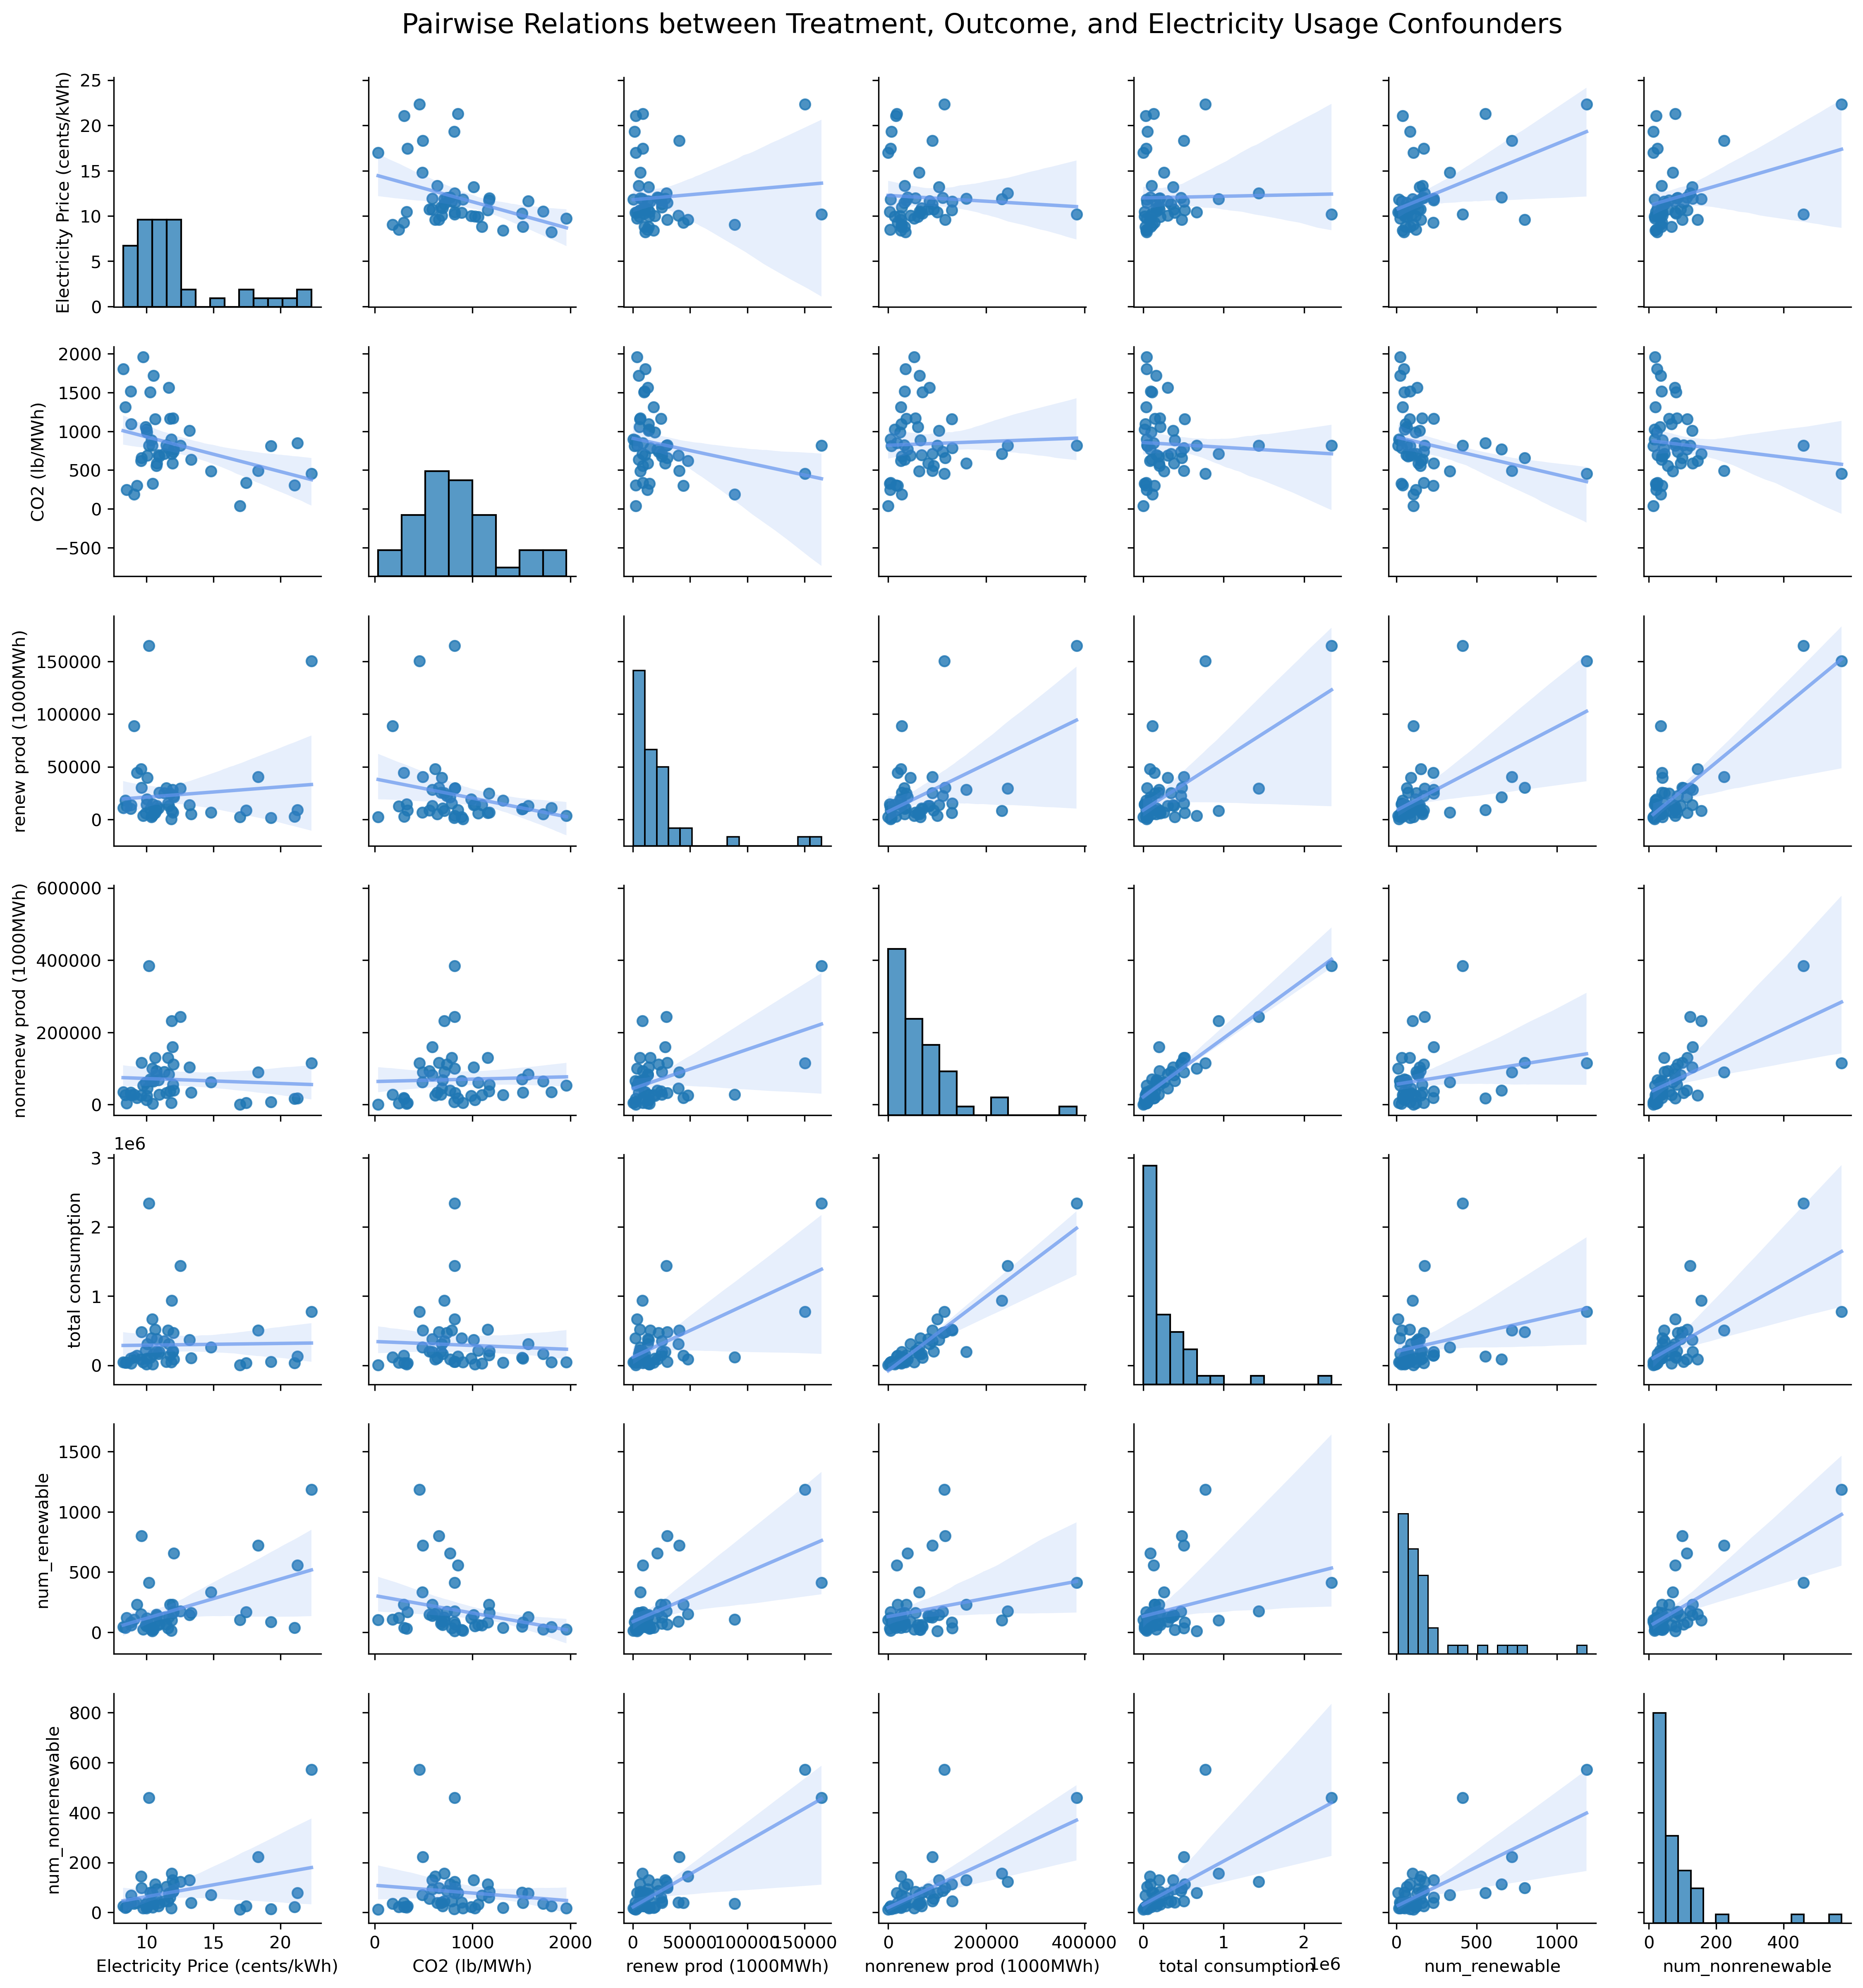 Pairwise Relations between Treatment, Outcome, and Electricity Usage Confounders
Electricity Price (cents/kWh)
25
20
15
10
5
0
CO2 (lb/MWh)
2000
1500
1000
500
0
−500
renew prod (1000MWh)
150000
100000
50000
0
nonrenew prod (1000MWh)
600000
400000
200000
0
1e6
total consumption
3
2
1
0
num_renewable
1500
1000
500
0
num_nonrenewable
800
600
400
200
0
10 15 20 0 1000 2000 0 50000 100000 150000 0 200000 400000 0 1 2 0 500 1000 0 200 400
1e6
Electricity Price (cents/kWh) CO2 (lb/MWh) renew prod (1000MWh) nonrenew prod (1000MWh) total consumption num_renewable num_nonrenewable